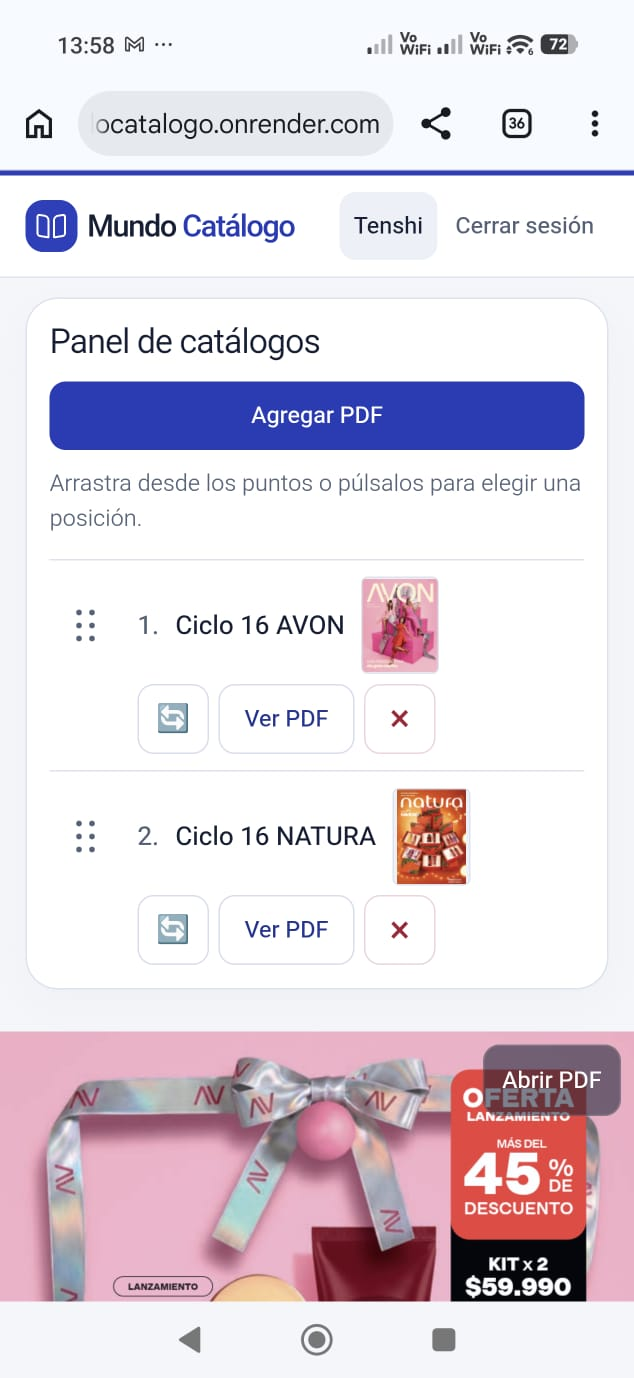 13:58
Vo WiFi
Vo WiFi
6
72
ocatalogo.onrender.com
36
Mundo Catálogo
Tenshi
Cerrar sesión
Panel de catálogos
Agregar PDF
Arrastra desde los puntos o púlsalos para elegir una
posición.
1. Ciclo 16 AVON
AVON
Ver PDF
2. Ciclo 16 NATURA
natura
Ver PDF
Abrir PDF
OFERTA
LANZAMIENTO
MÁS DEL
45% DE
DESCUENTO
KIT x 2
$59.990
LANZAMIENTO